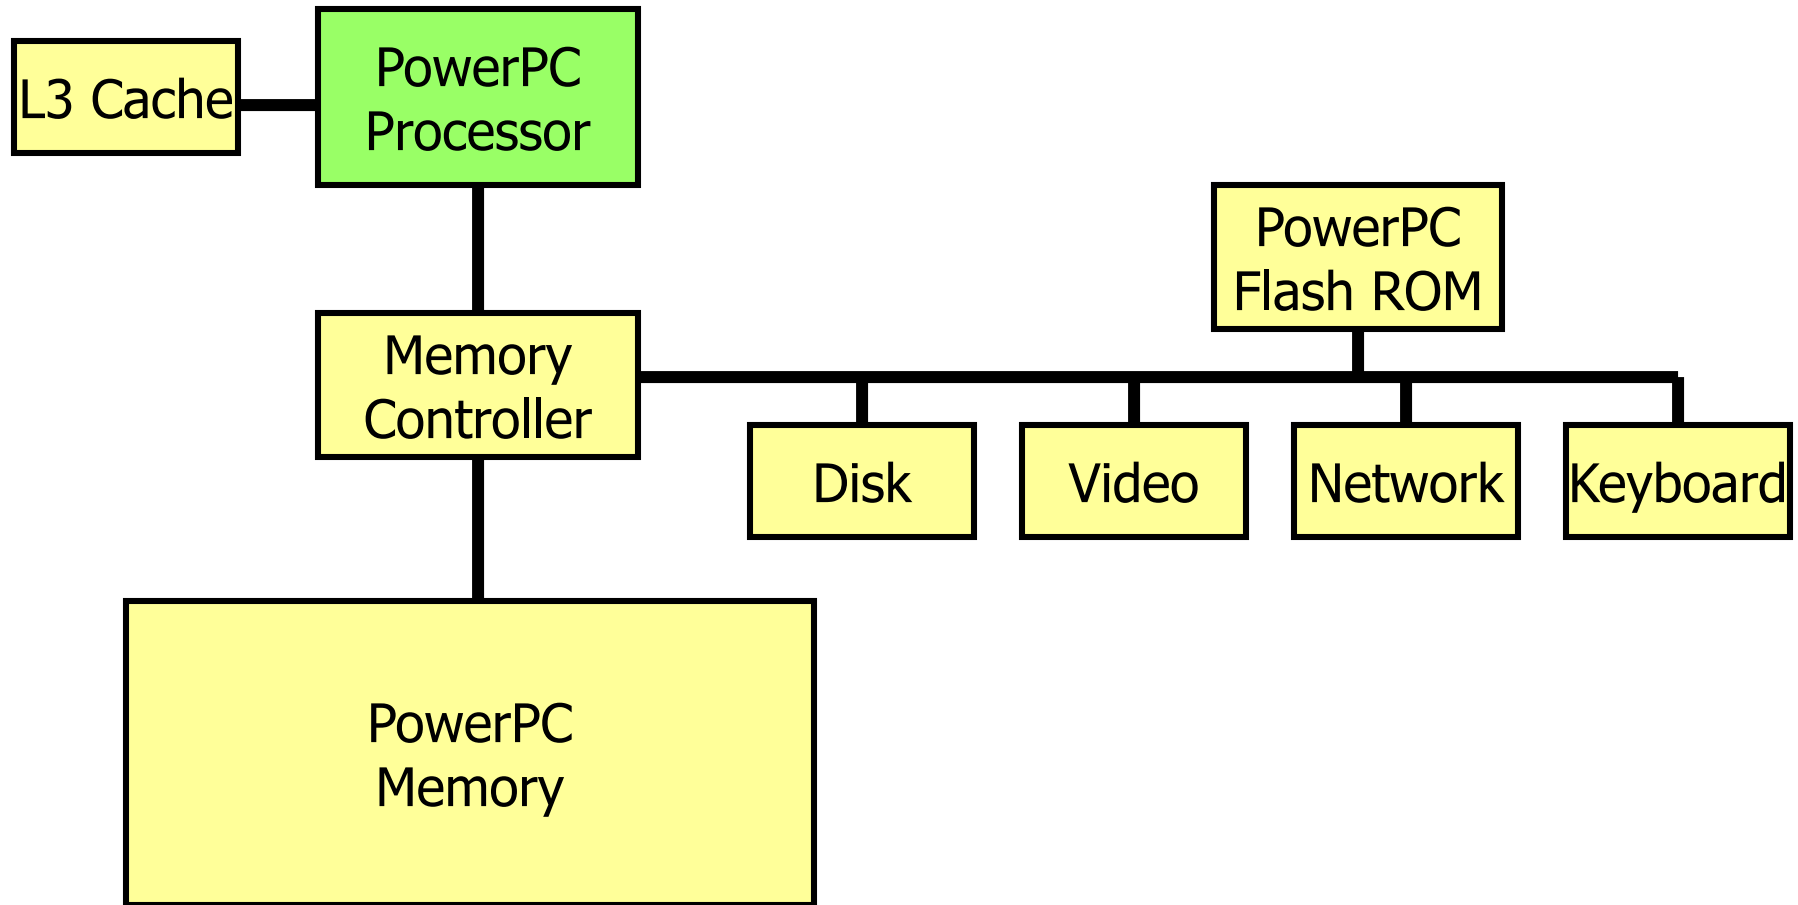 L3 Cache
PowerPC
Processor
PowerPC
Flash ROM
Memory
Controller
Disk
Video
Network
Keyboard
PowerPC
Memory